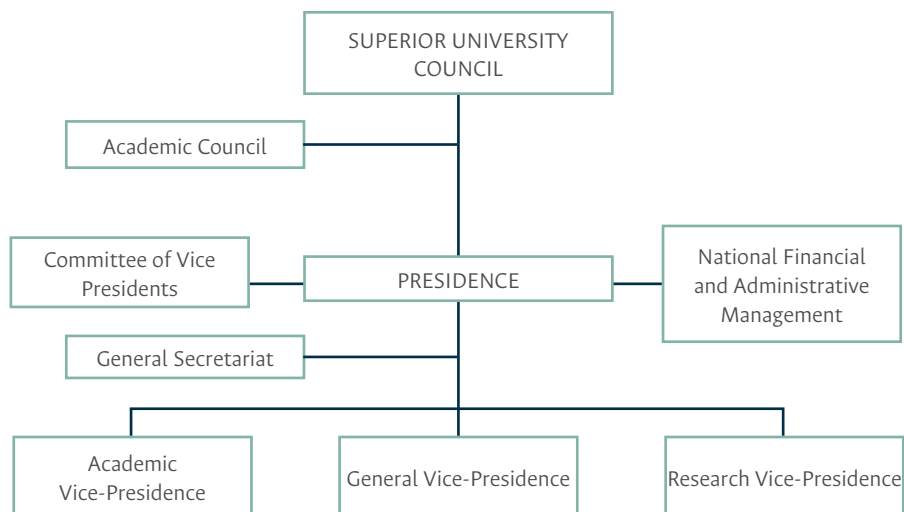 SUPERIOR UNIVERSITY
COUNCIL
Academic Council
Committee of Vice
Presidents
PRESIDENCE
National Financial
and Administrative
Management
General Secretariat
Academic
Vice-Presidence
General Vice-Presidence
Research Vice-Presidence